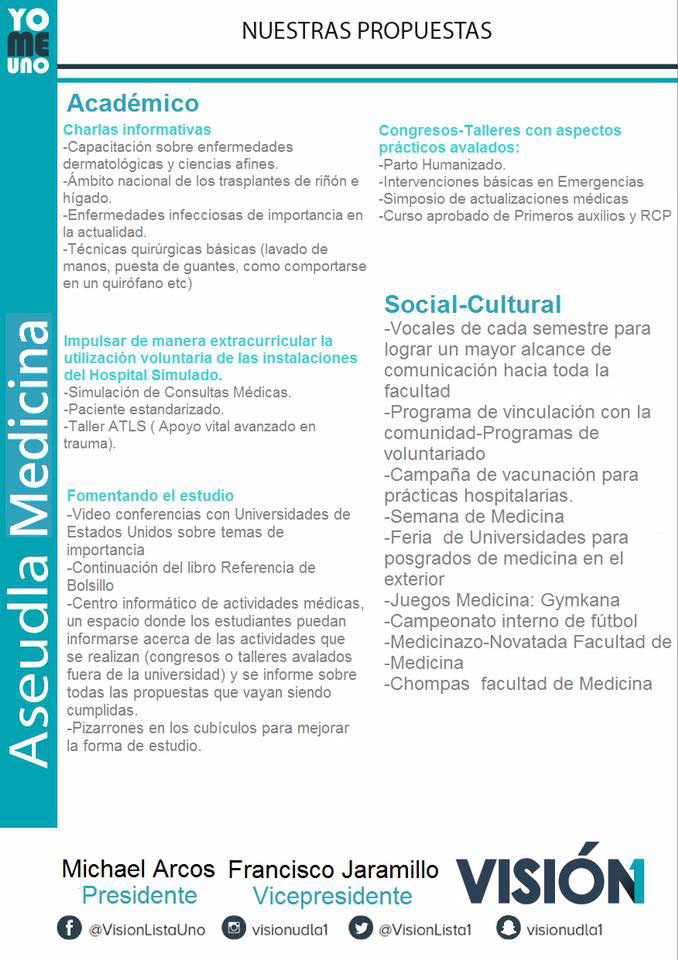 YO
ME
UNO
NUESTRAS PROPUESTAS
Aseudla Medicina
Académico
Charlas informativas
-Capacitación sobre enfermedades
dermatológicas y ciencias afines.
-Ámbito nacional de los trasplantes de riñón e
hígado.
-Enfermedades infecciosas de importancia en
la actualidad.
-Técnicas quirúrgicas básicas (lavado de
manos, puesta de guantes, como comportarse
en un quirófano etc)
Impulsar de manera extracurricular la
utilización voluntaria de las instalaciones
del Hospital Simulado.
-Simulación de Consultas Médicas.
-Paciente estandarizado.
-Taller ATLS ( Apoyo vital avanzado en
trauma).
Fomentando el estudio
-Video conferencias con Universidades de
Estados Unidos sobre temas de
importancia
-Continuación del libro Referencia de
Bolsillo
-Centro informático de actividades médicas,
un espacio donde los estudiantes puedan
informarse acerca de las actividades que
se realizan (congresos o talleres avalados
fuera de la universidad) y se informe sobre
todas las propuestas que vayan siendo
cumplidas.
-Pizarrones en los cubículos para mejorar
la forma de estudio.
Congresos-Talleres con aspectos
prácticos avalados:
-Parto Humanizado.
-Intervenciones básicas en Emergencias
-Simposio de actualizaciones médicas
-Curso aprobado de Primeros auxilios y RCP
Social-Cultural
-Vocales de cada semestre para
lograr un mayor alcance de
comunicación hacia toda la
facultad
-Programa de vinculación con la
comunidad-Programas de
voluntariado
-Campaña de vacunación para
prácticas hospitalarias.
-Semana de Medicina
-Feria de Universidades para
posgrados de medicina en el
exterior
-Juegos Medicina: Gymkana
-Campeonato interno de fútbol
-Medicinazo-Novatada Facultad de
-Medicina
-Chompas facultad de Medicina
Michael Arcos
Presidente
Francisco Jaramillo
Vicepresidente
VISIÓN1
@VisionListaUno
visionudla1
@VisionLista1
visionudla1